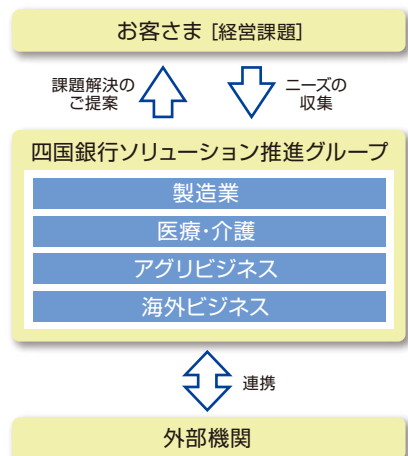 お客さま [経営課題]
課題解決の
ご提案
ニーズの
収集
四国銀行ソリューション推進グループ
製造業
医療・介護
アグリビジネス
海外ビジネス
連携
外部機関